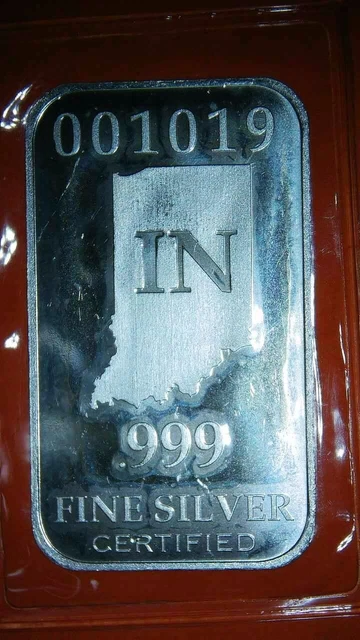 001019
IN
.999
FINE SILVER
CERTIFIED